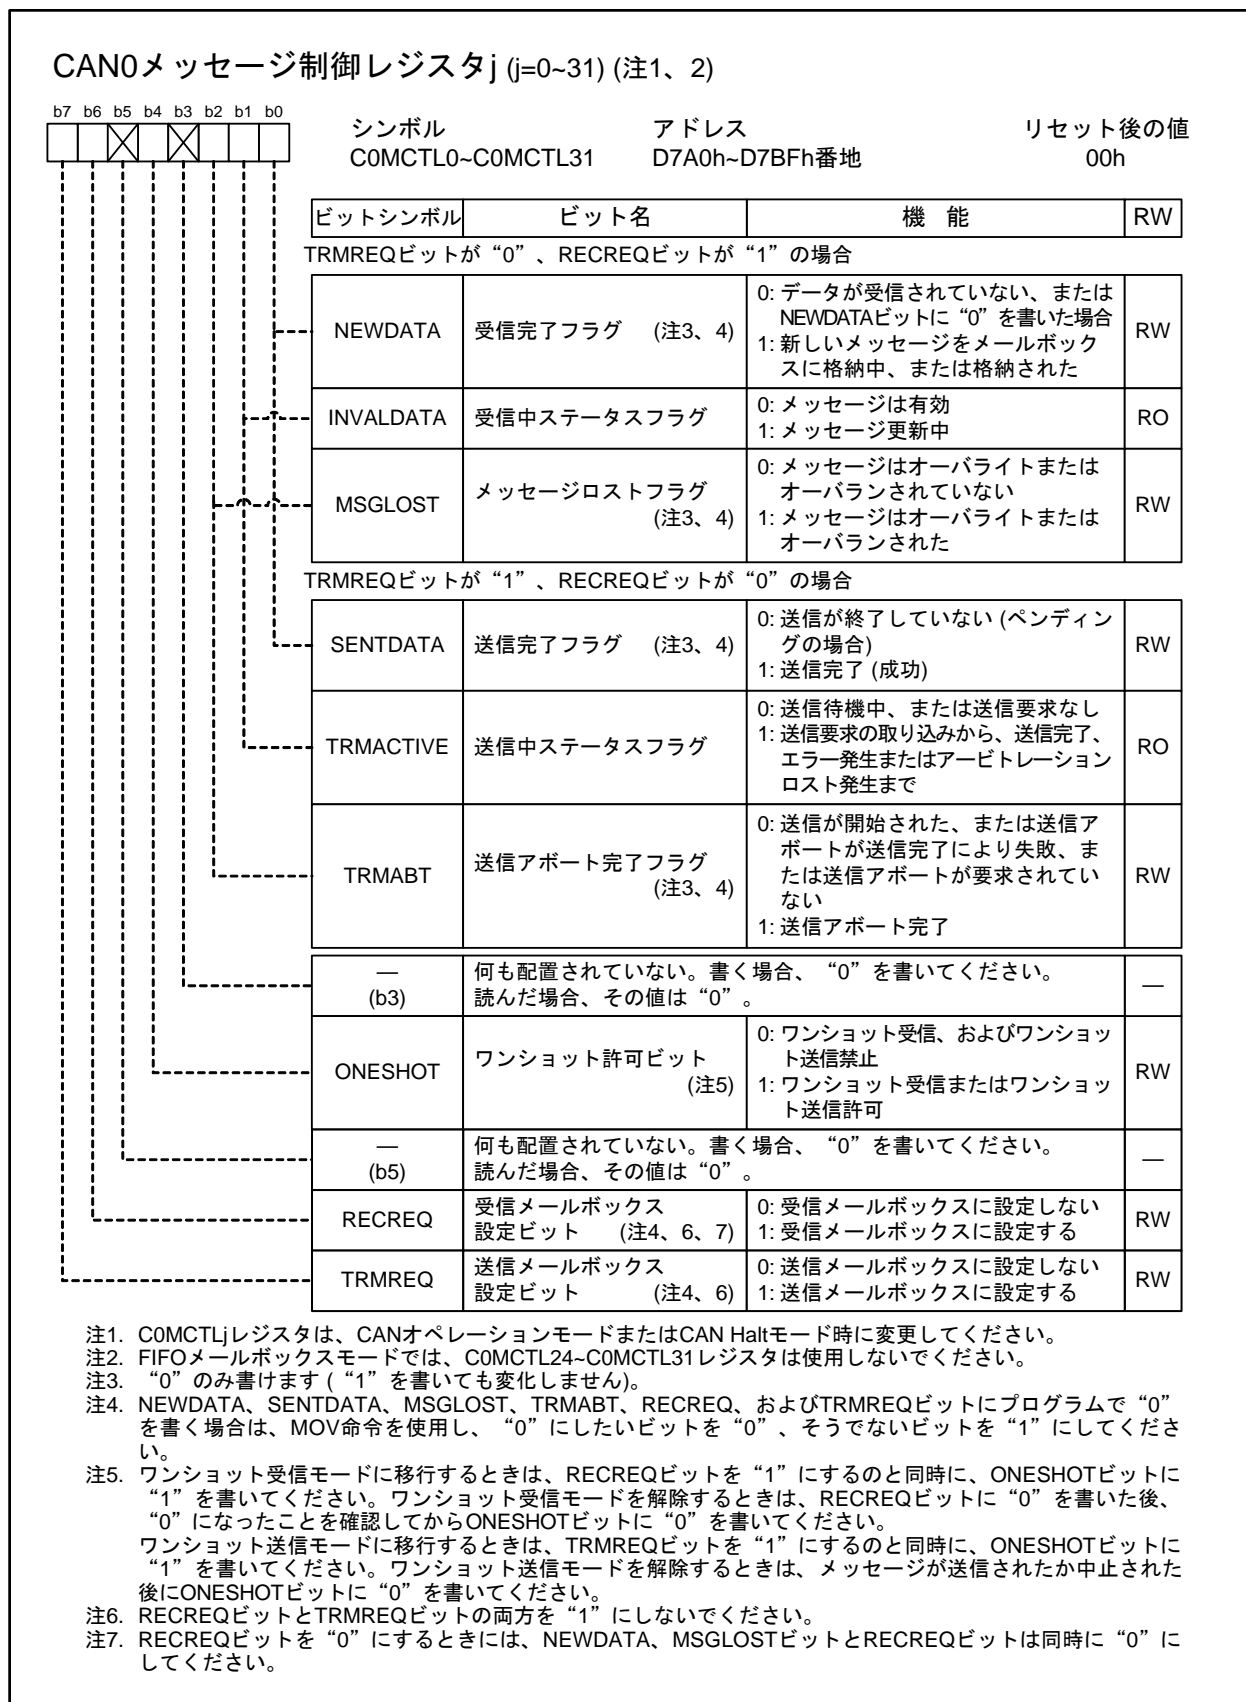 CAN0メッセージ制御レジスタj (j=0~31) (注1、2)
b7 b6 b5 b4 b3 b2 b1 b0
シンボル アドレス リセット後の値
C0MCTL0~C0MCTL31 D7A0h~D7BFh番地 00h
ビットシンボル ビット名 機 能 RW
TRMREQビットが“0”、RECREQビットが“1”の場合
NEWDATA 受信完了フラグ (注3、4) 0: データが受信されていない、または
NEWDATAビットに“0”を書いた場合
1: 新しいメッセージをメールボック
スに格納中、または格納された RW
INVALDATA 受信中ステータスフラグ 0: メッセージは有効
1: メッセージ更新中 RO
MSGLOST メッセージロストフラグ
(注3、4) 0: メッセージはオーバライトまたは
オーバランされていない
1: メッセージはオーバライトまたは
オーバランされた RW
TRMREQビットが“1”、RECREQビットが“0”の場合
SENTDATA 送信完了フラグ (注3、4) 0: 送信が終了していない (ペンディン
グの場合)
1: 送信完了 (成功) RW
TRMACTIVE 送信中ステータスフラグ 0: 送信待機中、または送信要求なし
1: 送信要求の取り込みから、送信完了、
エラー発生またはアービトレーション
ロスト発生まで RO
TRMABT 送信アボート完了フラグ
(注3、4) 0: 送信が開始された、または送信ア
ボートが送信完了により失敗、ま
たは送信アボートが要求されてい
ない
1: 送信アボート完了 RW
—
(b3) 何も配置されていない。書く場合、“0”を書いてください。
読んだ場合、その値は“0”。 —
ONESHOT ワンショット許可ビット
(注5) 0: ワンショット受信、およびワンショッ
ト送信禁止
1: ワンショット受信またはワンショッ
ト送信許可 RW
—
(b5) 何も配置されていない。書く場合、“0”を書いてください。
読んだ場合、その値は“0”。 —
RECREQ 受信メールボックス
設定ビット (注4、6、7) 0: 受信メールボックスに設定しない
1: 受信メールボックスに設定する RW
TRMREQ 送信メールボックス
設定ビット (注4、6) 0: 送信メールボックスに設定しない
1: 送信メールボックスに設定する RW
注1. C0MCTLjレジスタは、CANオペレーションモードまたはCAN Haltモード時に変更してください。
注2. FIFOメールボックスモードでは、C0MCTL24~C0MCTL31レジスタは使用しないでください。
注3. “0”のみ書けます (“1”を書いても変化しません)。
注4. NEWDATA、SENTDATA、MSGLOST、TRMABT、RECREQ、およびTRMREQビットにプログラムで“0”
を書く場合は、MOV命令を使用し、“0”にしたいビットを“0”、そうでないビットを“1”にしてくださ
い。
注5. ワンショット受信モードに移行するときは、RECREQビットを“1”にするのと同時に、ONESHOTビットに
“1”を書いてください。ワンショット受信モードを解除するときは、RECREQビットに“0”を書いた後、
“0”になったことを確認してからONESHOTビットに“0”を書いてください。
ワンショット送信モードに移行するときは、TRMREQビットを“1”にするのと同時に、ONESHOTビットに
“1”を書いてください。ワンショット送信モードを解除するときは、メッセージが送信されたか中止された
後にONESHOTビットに“0”を書いてください。
注6. RECREQビットとTRMREQビットの両方を“1”にしないでください。
注7. RECREQビットを“0”にするときには、NEWDATA、MSGLOSTビットとRECREQビットは同時に“0”に
してください。